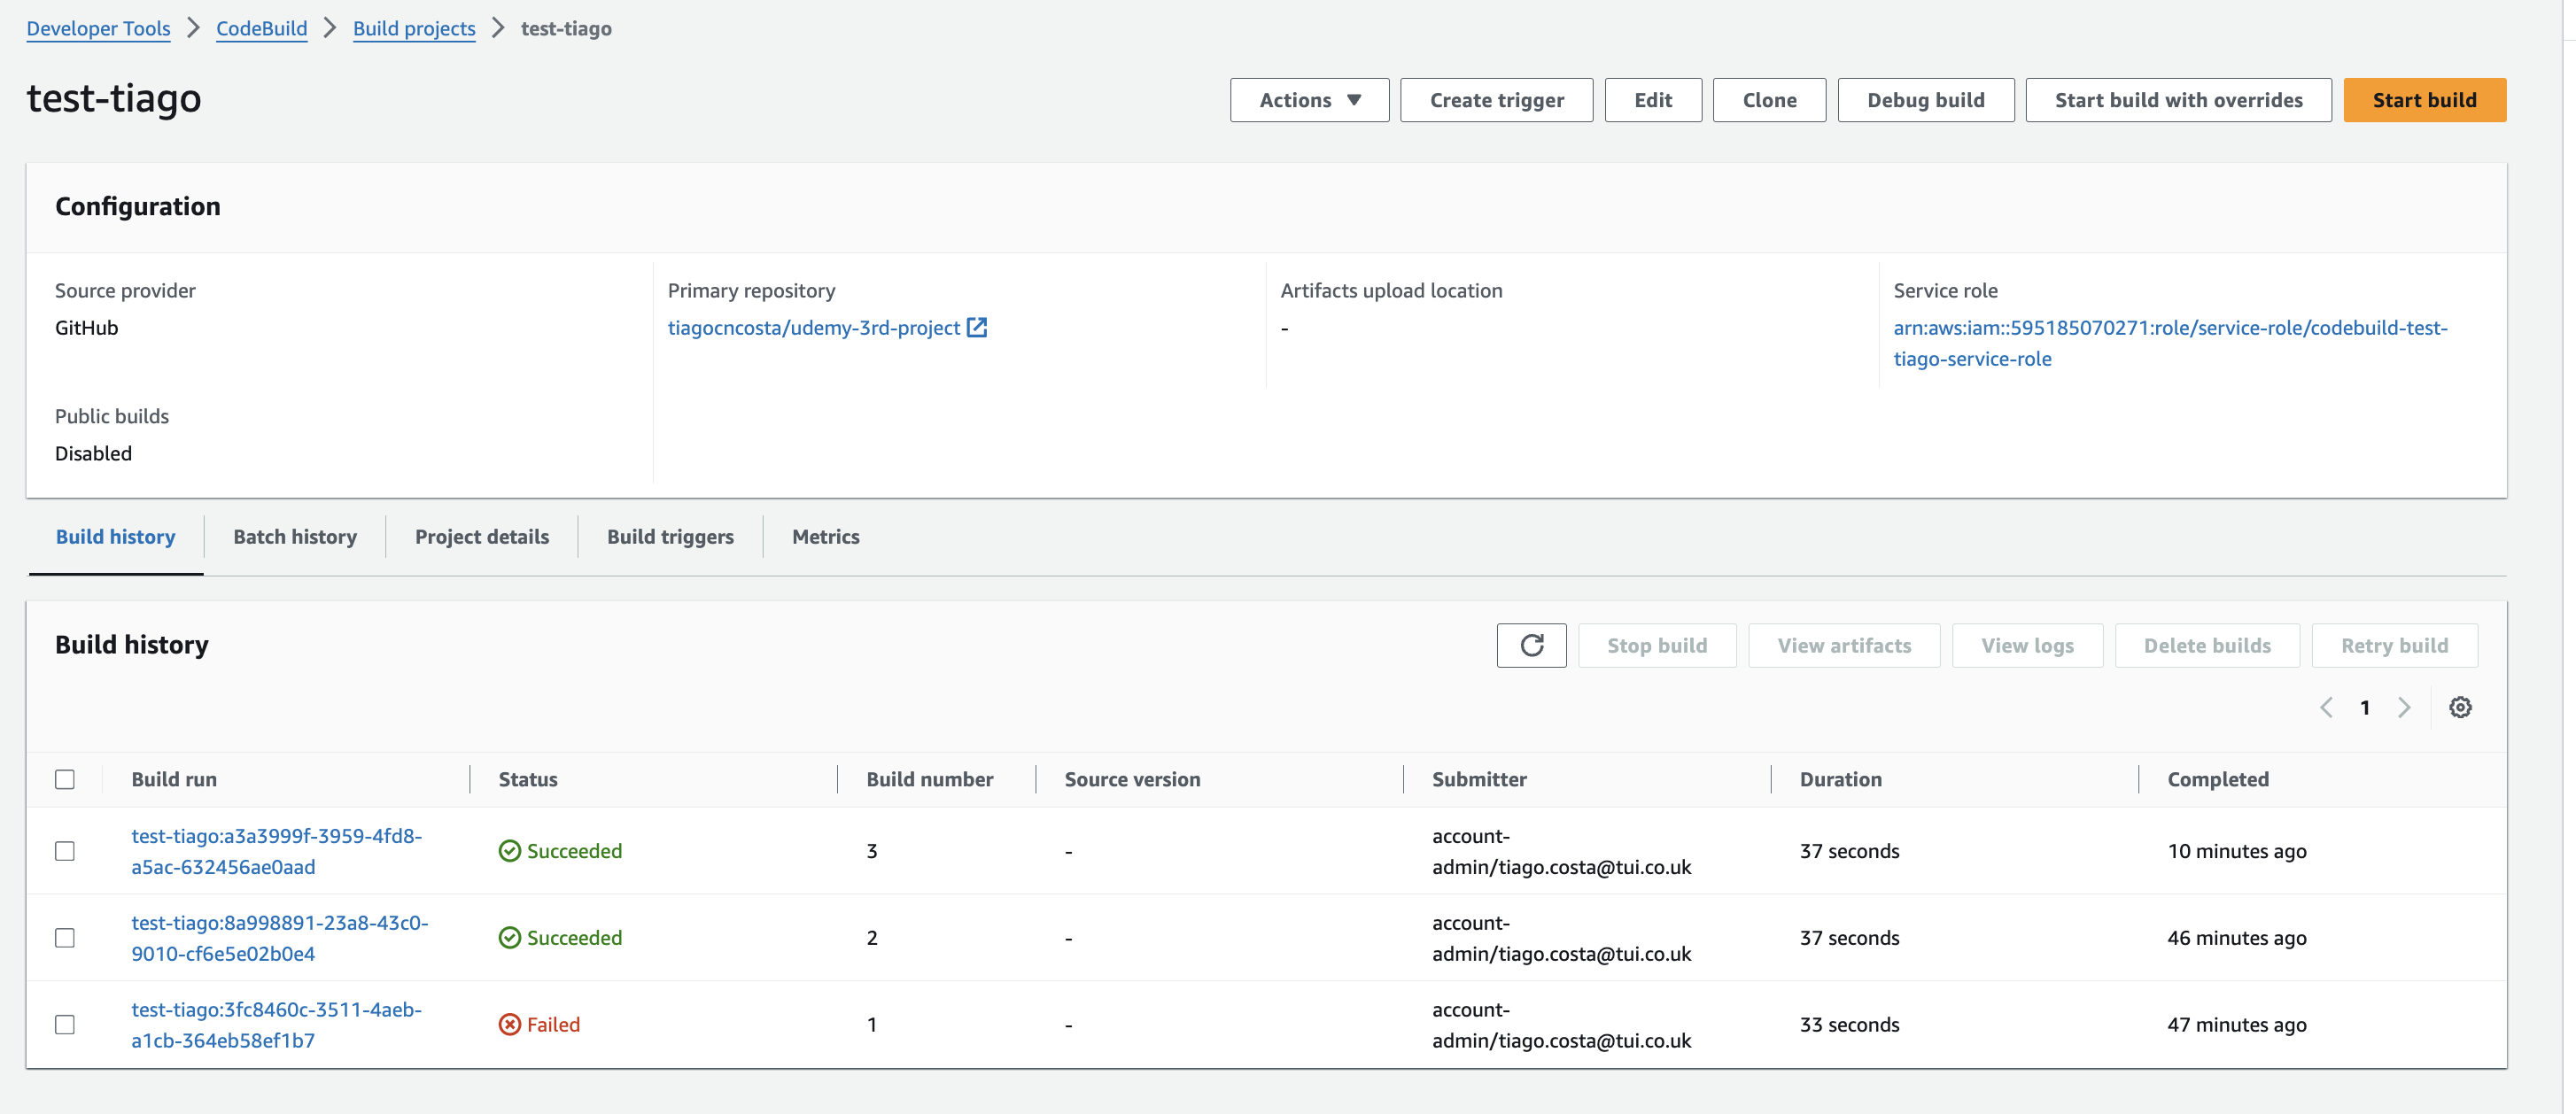 Developer Tools > CodeBuild > Build projects > test-tiago
test-tiago
Actions ▼
Create trigger
Edit
Clone
Debug build
Start build with overrides
Start build
Configuration
Source provider
GitHub
Primary repository
tiagocncosta/udemy-3rd-project
Artifacts upload location
-
Service role
arn:aws:iam::595185070271:role/service-role/codebuild-test-
tiago-service-role
Public builds
Disabled
Build history
Batch history
Project details
Build triggers
Metrics
Build history
Stop build
View artifacts
View logs
Delete builds
Retry build
< 1 >
Build run
Status
Build number
Source version
Submitter
Duration
Completed
test-tiago:a3a3999f-3959-4fd8-
a5ac-632456ae0aad
Succeeded
3
-
account-
admin/tiago.costa@tui.co.uk
37 seconds
10 minutes ago
test-tiago:8a998891-23a8-43c0-
9010-cf6e5e02b0e4
Succeeded
2
-
account-
admin/tiago.costa@tui.co.uk
37 seconds
46 minutes ago
test-tiago:3fc8460c-3511-4aeb-
a1cb-364eb58ef1b7
Failed
1
-
account-
admin/tiago.costa@tui.co.uk
33 seconds
47 minutes ago